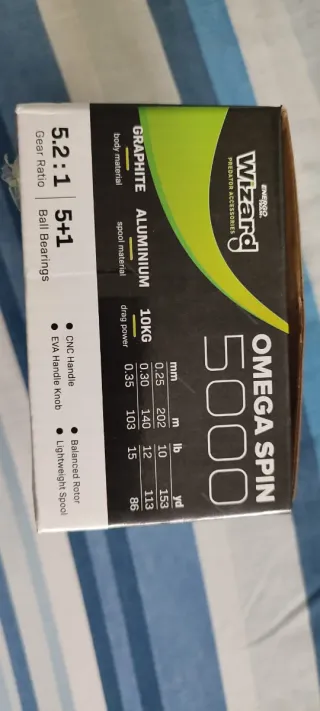 ENERGO
Wizard
PREDATOR ACCESSORIES
OMEGA SPIN
5000
GRAPHITE
body material
ALUMINIUM
spool material
10KG
drag power
mm m lb yd
0.25 202 10 153
0.30 140 12 113
0.35 103 15 86
5.2 : 1
Gear Ratio
5+1
Ball Bearings
● CNC Handle
● EVA Handle Knob
● Balanced Rotor
● Lightweight Spool